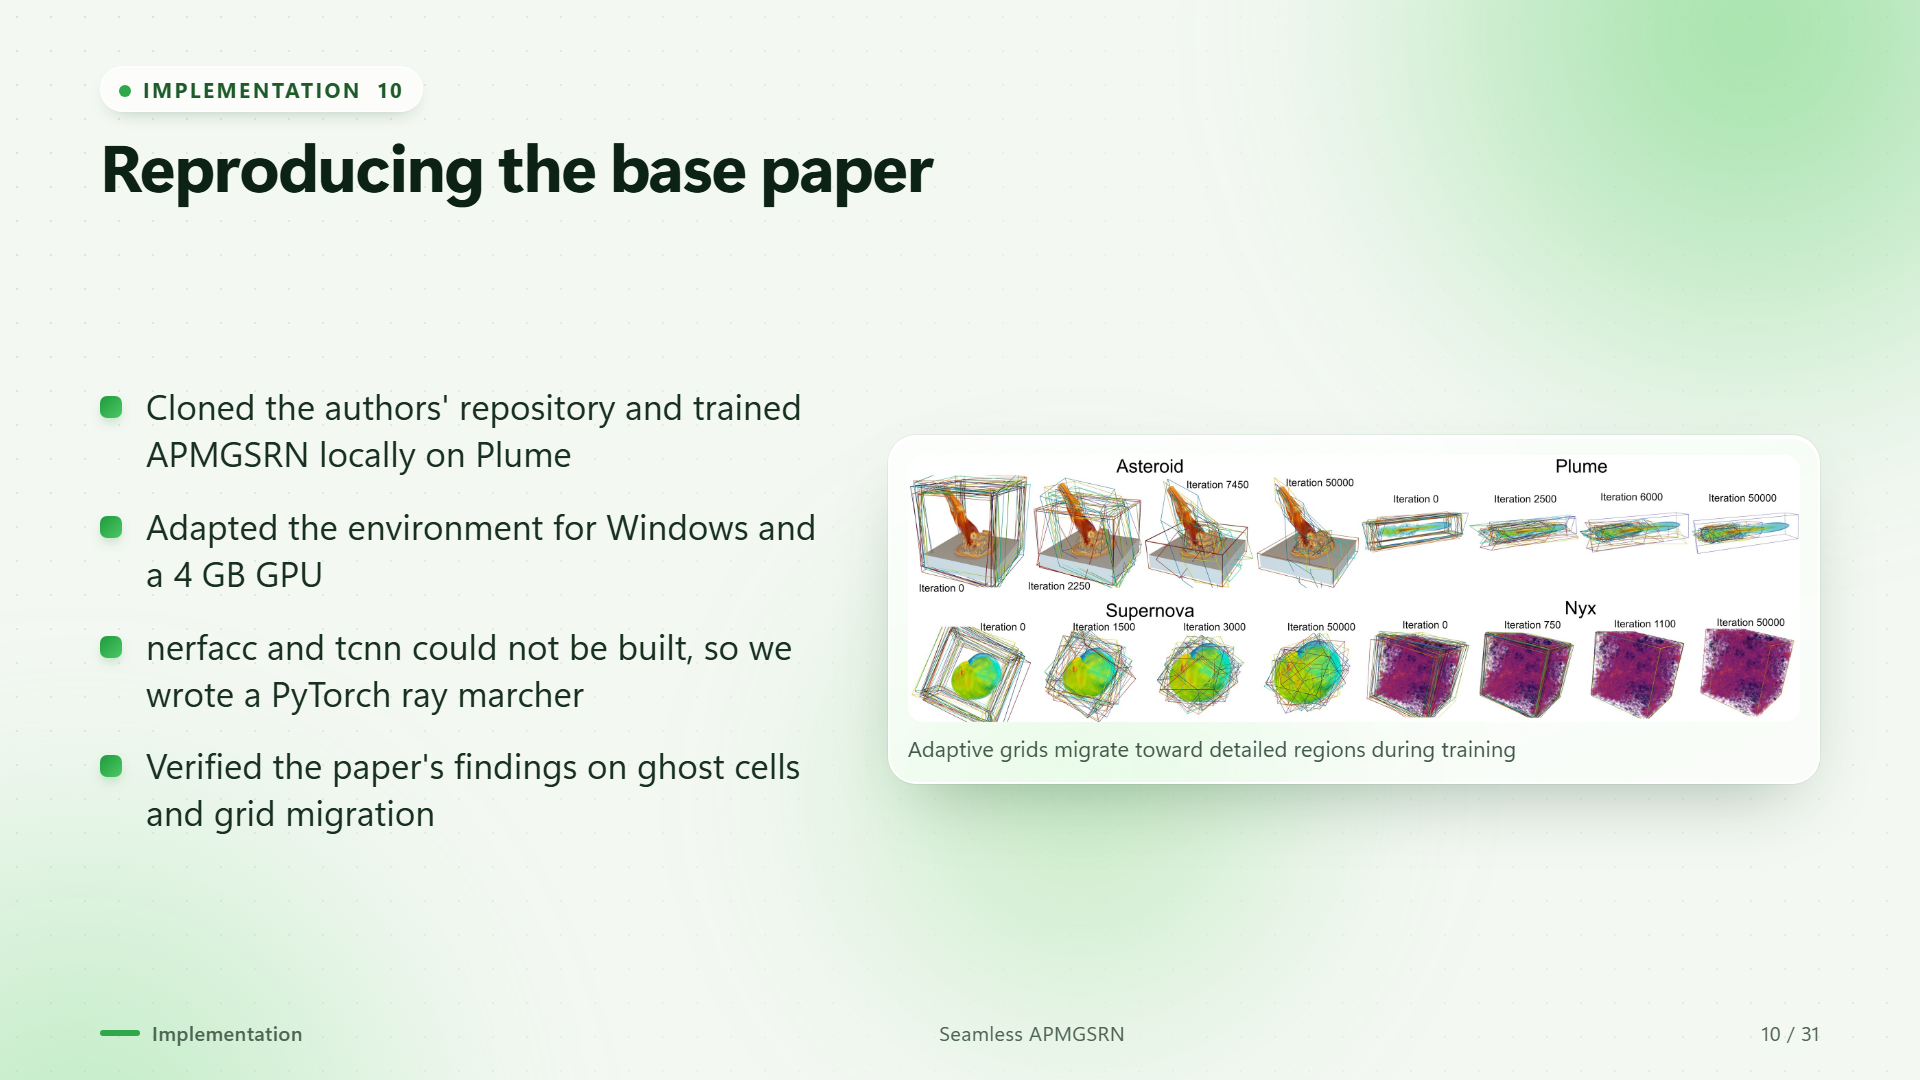 IMPLEMENTATION 10
Reproducing the base paper
Cloned the authors' repository and trained
APMGSRN locally on Plume
Adapted the environment for Windows and
a 4 GB GPU
nerfacc and tcnn could not be built, so we
wrote a PyTorch ray marcher
Verified the paper's findings on ghost cells
and grid migration
Asteroid
Plume
Iteration 0
Iteration 2250
Iteration 7450
Iteration 50000
Iteration 0
Iteration 2500
Iteration 6000
Iteration 50000
Supernova
Nyx
Iteration 0
Iteration 1500
Iteration 3000
Iteration 50000
Iteration 0
Iteration 750
Iteration 1100
Iteration 50000
Adaptive grids migrate toward detailed regions during training
Implementation
Seamless APMGSRN
10 / 31